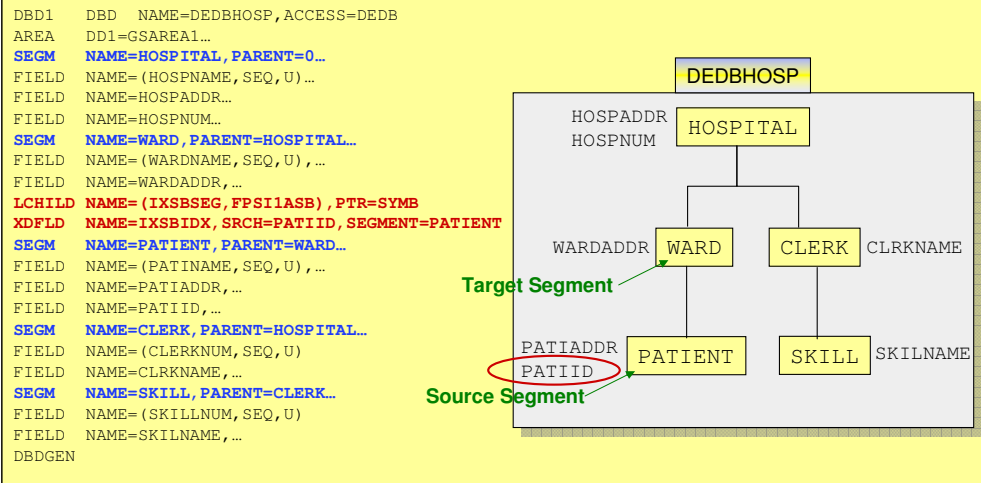 DBD1 DBD NAME=DEDBHOSP,ACCESS=DEDB
AREA DD1=GSAREA1…
SEGM NAME=HOSPITAL,PARENT=0…
FIELD NAME=(HOSPNAME,SEQ,U)…
FIELD NAME=HOSPADDR…
FIELD NAME=HOSPNUM…
SEGM NAME=WARD,PARENT=HOSPITAL…
FIELD NAME=(WARDNAME,SEQ,U),…
FIELD NAME=WARDADDR,…
LCHILD NAME=(IXSBSEG,FPSI1ASB),PTR=SYMB
XDFLD NAME=IXSBIDX,SRCH=PATIID,SEGMENT=PATIENT
SEGM NAME=PATIENT,PARENT=WARD…
FIELD NAME=(PATINAME,SEQ,U),…
FIELD NAME=PATIADDR,…
FIELD NAME=PATIID,…
SEGM NAME=CLERK,PARENT=HOSPITAL…
FIELD NAME=(CLERKNUM,SEQ,U)
FIELD NAME=CLRKNAME,…
SEGM NAME=SKILL,PARENT=CLERK…
FIELD NAME=(SKILLNUM,SEQ,U)
FIELD NAME=SKILNAME,…
DBDGEN
DEDBHOSP
HOSPADDR
HOSPNUM
HOSPITAL
WARDADDR
WARD
CLERK
CLRKNAME
Target Segment
PATIADDR
PATIID
PATIENT
SKILL
SKILNAME
Source Segment